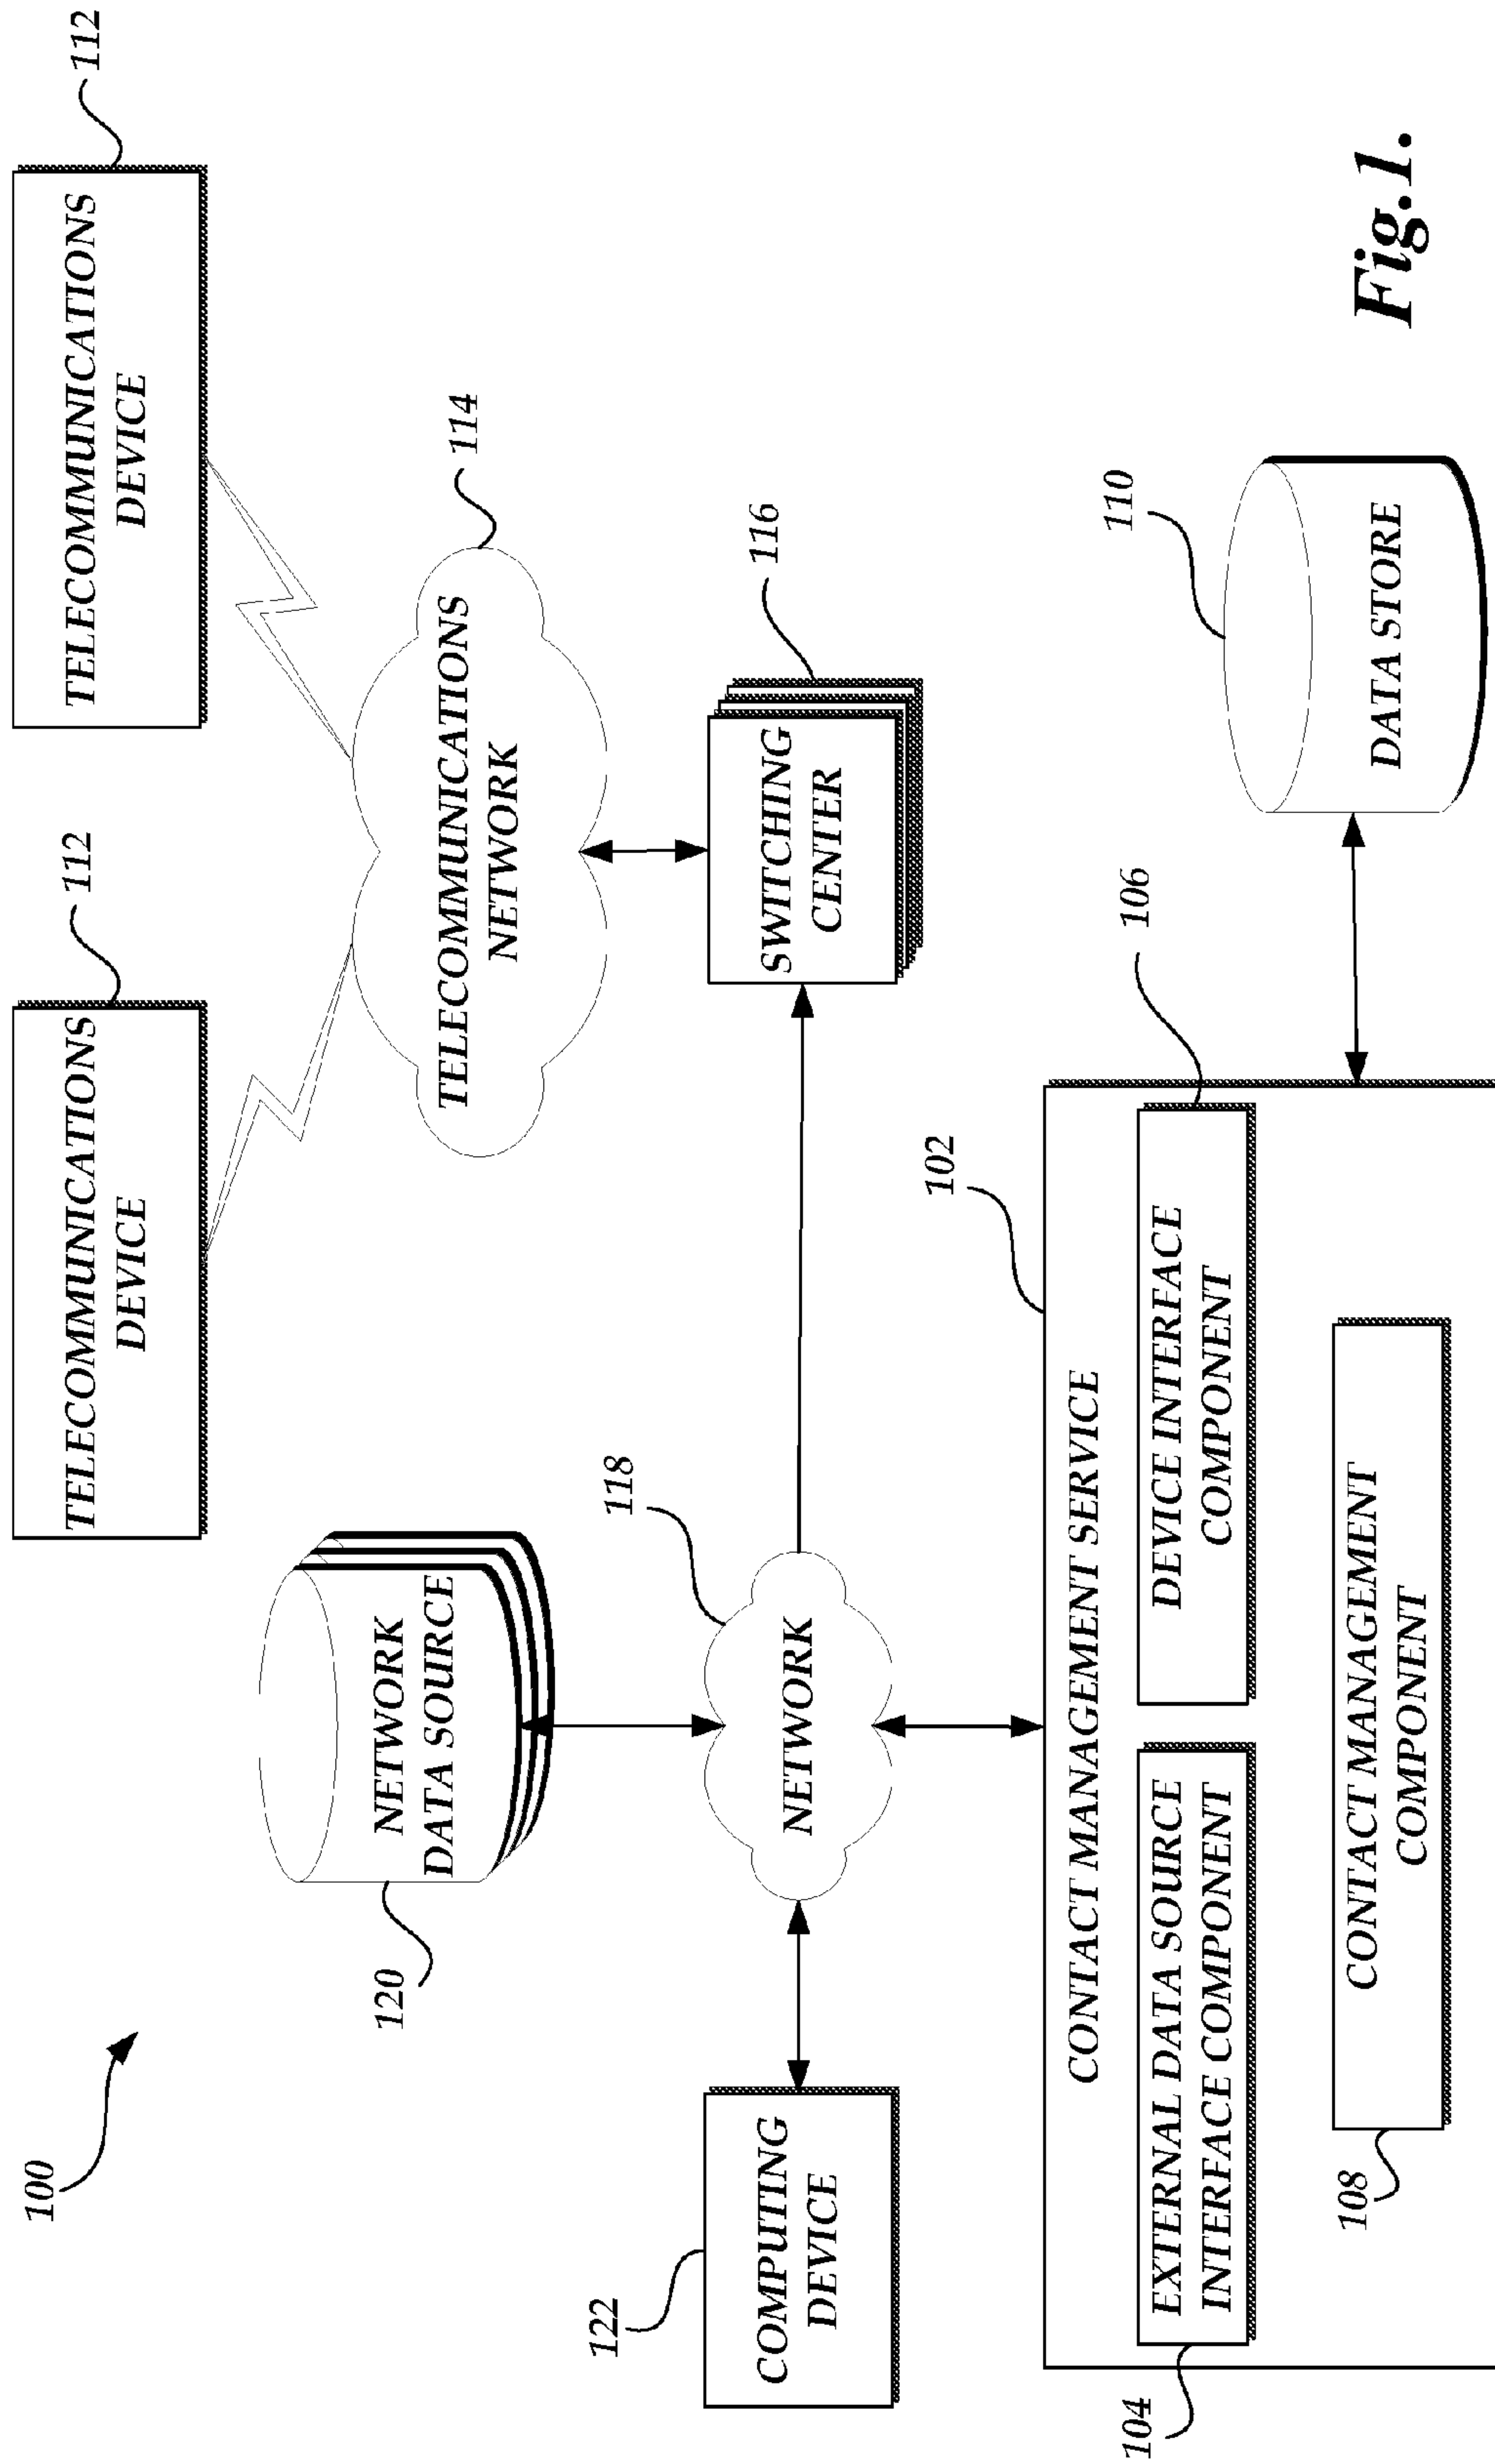 100
112
TELECOMMUNICATIONS
DEVICE
112
TELECOMMUNICATIONS
DEVICE
120
NETWORK
DATA SOURCE
114
TELECOMMUNICATIONS
NETWORK
122
COMPUTING
DEVICE
118
NETWORK
116
SWITCHING
CENTER
102
CONTACT MANAGEMENT SERVICE
104
EXTERNAL DATA SOURCE
INTERFACE COMPONENT
106
DEVICE INTERFACE
COMPONENT
108
CONTACT MANAGEMENT
COMPONENT
110
DATA STORE
Fig.1.